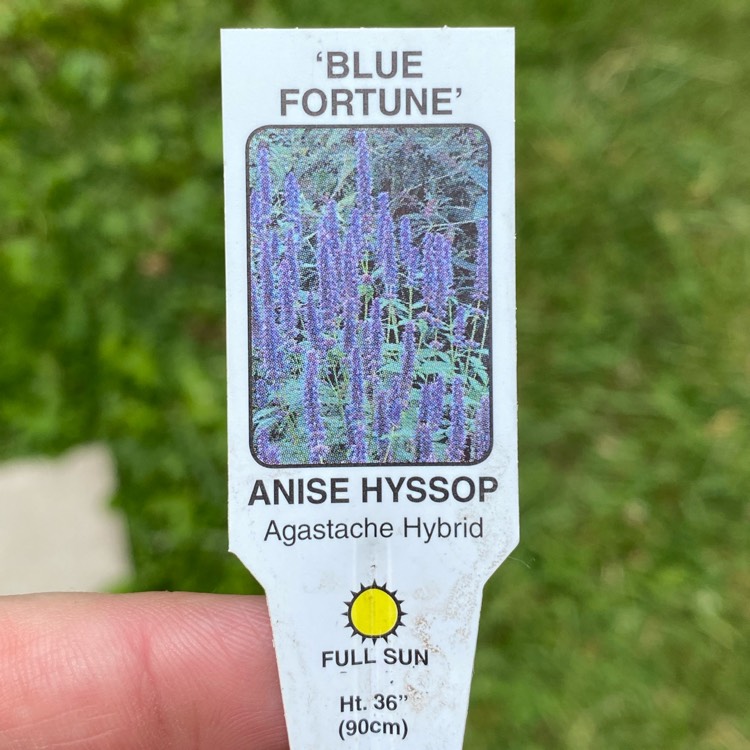 ‘BLUE
FORTUNE’
ANISE HYSSOP
Agastache Hybrid
FULL SUN
Ht. 36”
(90cm)